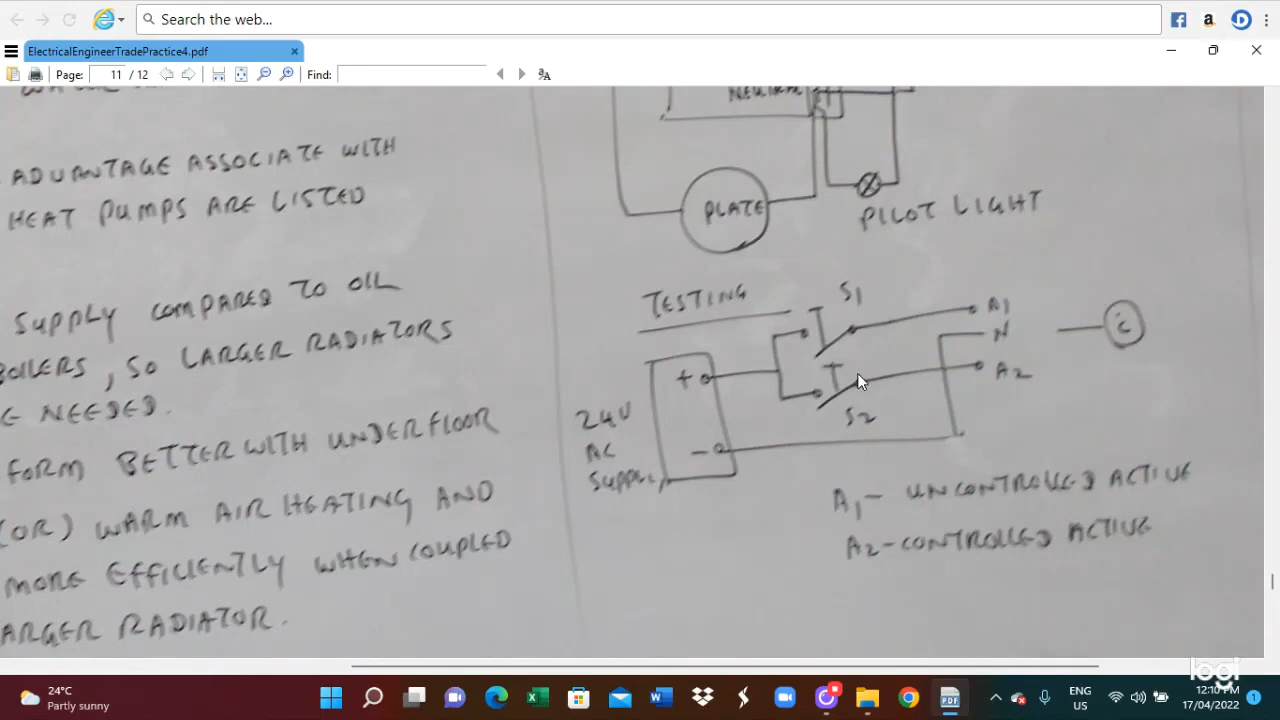 Search the web...
ElectricalEngineerTradePractice4.pdf
Page: 11 / 12 Find:
ADVANTAGE ASSOCIATE WITH
HEAT PUMPS ARE LISTED
SUPPLY COMPARED TO OIL
BOILERS, SO LARGER RADIATORS
E NEEDED.
FORM BETTER WITH UNDERFLOOR
(OR) WARM AIR HEATING AND
MORE EFFICIENTLY WHEN COUPLED
ARGER RADIATOR.
NEUTRAL
PLATE
PILOT LIGHT
TESTING
S1
A1
N
A2
S2
+
-
24V
AC
SUPPLY
A1- UNCONTROLLED ACTIVE
A2-CONTROLLED ACTIVE
logi
24°C
Partly sunny
ENG
US
12:10 PM
17/04/2022
1